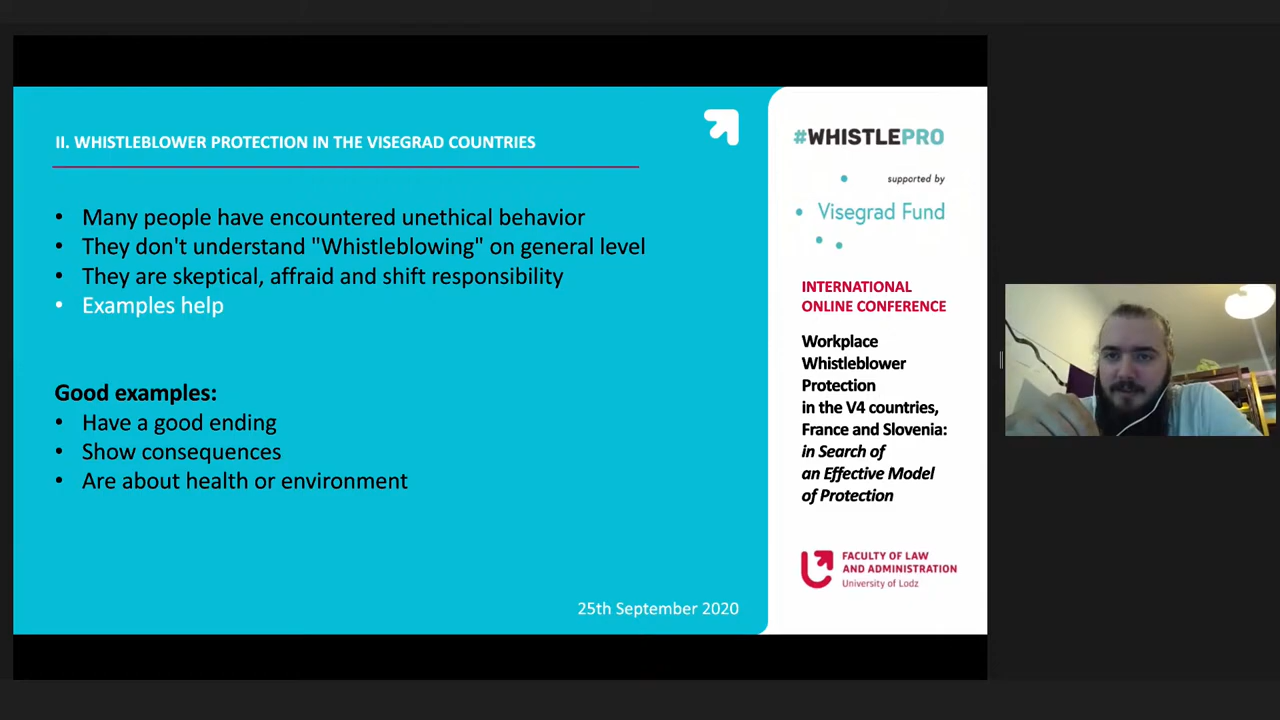 II. WHISTLEBLOWER PROTECTION IN THE VISEGRAD COUNTRIES
• Many people have encountered unethical behavior
• They don't understand "Whistleblowing" on general level
• They are skeptical, affraid and shift responsibility
• Examples help
Good examples:
• Have a good ending
• Show consequences
• Are about health or environment
25th September 2020
#WHISTLEPRO
supported by
Visegrad Fund
INTERNATIONAL
ONLINE CONFERENCE
Workplace
Whistleblower
Protection
in the V4 countries,
France and Slovenia:
in Search of
an Effective Model
of Protection
FACULTY OF LAW
AND ADMINISTRATION
University of Lodz